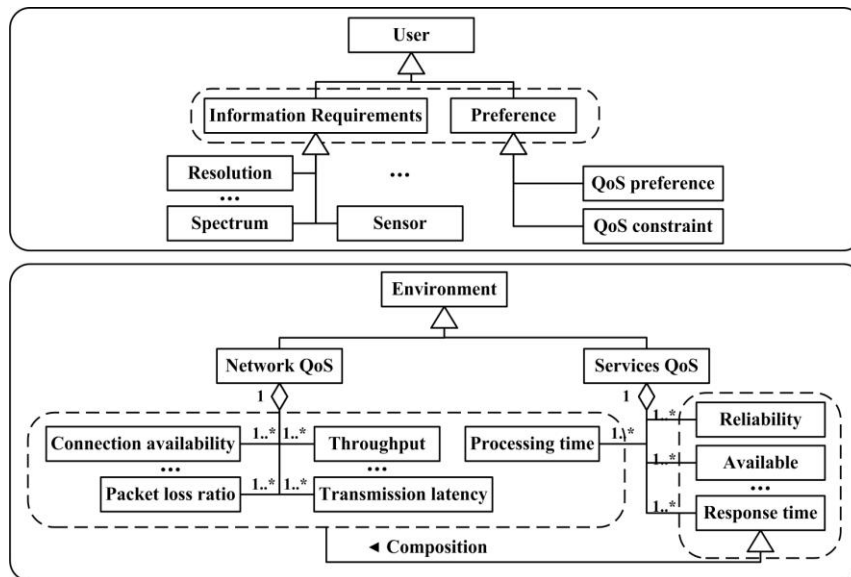 User
Information Requirements Preference
Resolution ...
... QoS preference
Spectrum Sensor QoS constraint
Environment
Network QoS Services QoS
1 1
Connection availability 1..* 1..* Throughput Processing time 1..* 1..* Reliability
... ... 1..* Available
Packet loss ratio 1..* 1..* Transmission latency ...
1..* Response time
◄ Composition